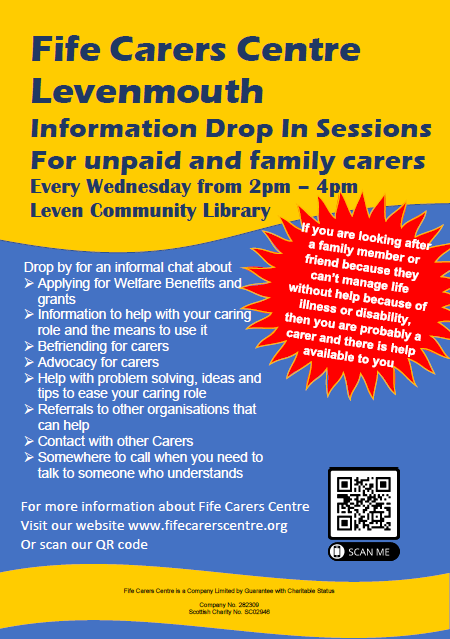 Fife Carers Centre
Levenmouth
Information Drop In Sessions
For unpaid and family carers
Every Wednesday from 2pm – 4pm
Leven Community Library
If you are looking after
a family member or
friend because they
can't manage life
without help because of
illness or disability,
then you are probably a
carer and there is help
available to you
Drop by for an informal chat about
➢ Applying for Welfare Benefits and
grants
➢ Information to help with your caring
role and the means to use it
➢ Befriending for carers
➢ Advocacy for carers
➢ Help with problem solving, ideas and
tips to ease your caring role
➢ Referrals to other organisations that
can help
➢ Contact with other Carers
➢ Somewhere to call when you need to
talk to someone who understands
For more information about Fife Carers Centre
Visit our website www.fifecarerscentre.org
Or scan our QR code
SCAN ME
Fife Carers Centre is a Company Limited by Guarantee with Charitable Status
Company No. 282309
Scottish Charity No. SC02946